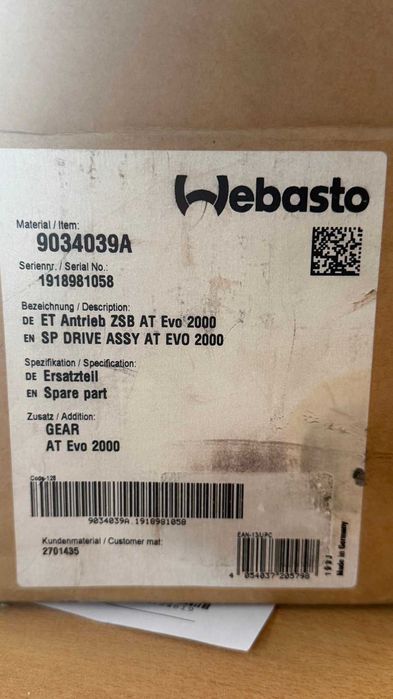 Webasto
Material / Item:
9034039A
Seriennr. / Serial No.:
1918981058
Bezeichnung / Description:
DE ET Antrieb ZSB AT Evo 2000
EN SP DRIVE ASSY AT EVO 2000
Spezifikation / Specification:
DE Ersatzteil
EN Spare part
Zusatz / Addition:
GEAR
AT Evo 2000
Code-128
9034039A 1918981058
Kundenmaterial / Customer mat:
2701435
EAN-13/UPC
4 054037 205798
Made in Germany